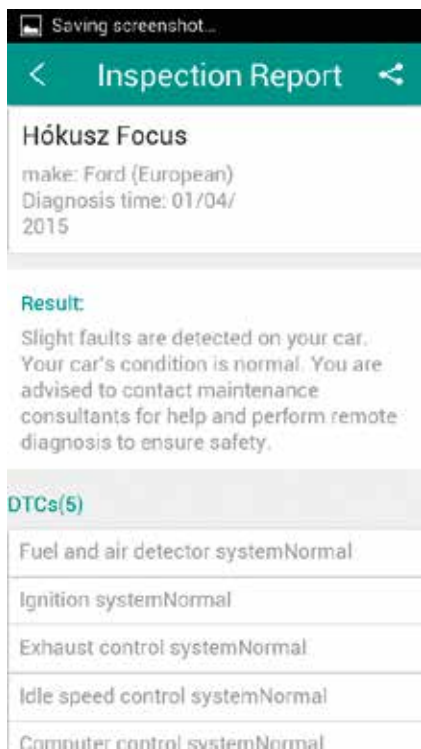 Saving screenshot...
Inspection Report
Hókusz Focus
make: Ford (European)
Diagnosis time: 01/04/
2015
Result:
Slight faults are detected on your car.
Your car's condition is normal. You are
advised to contact maintenance
consultants for help and perform remote
diagnosis to ensure safety.
DTCs(5)
Fuel and air detector systemNormal
Ignition systemNormal
Exhaust control systemNormal
Idle speed control systemNormal
Computer control systemNormal